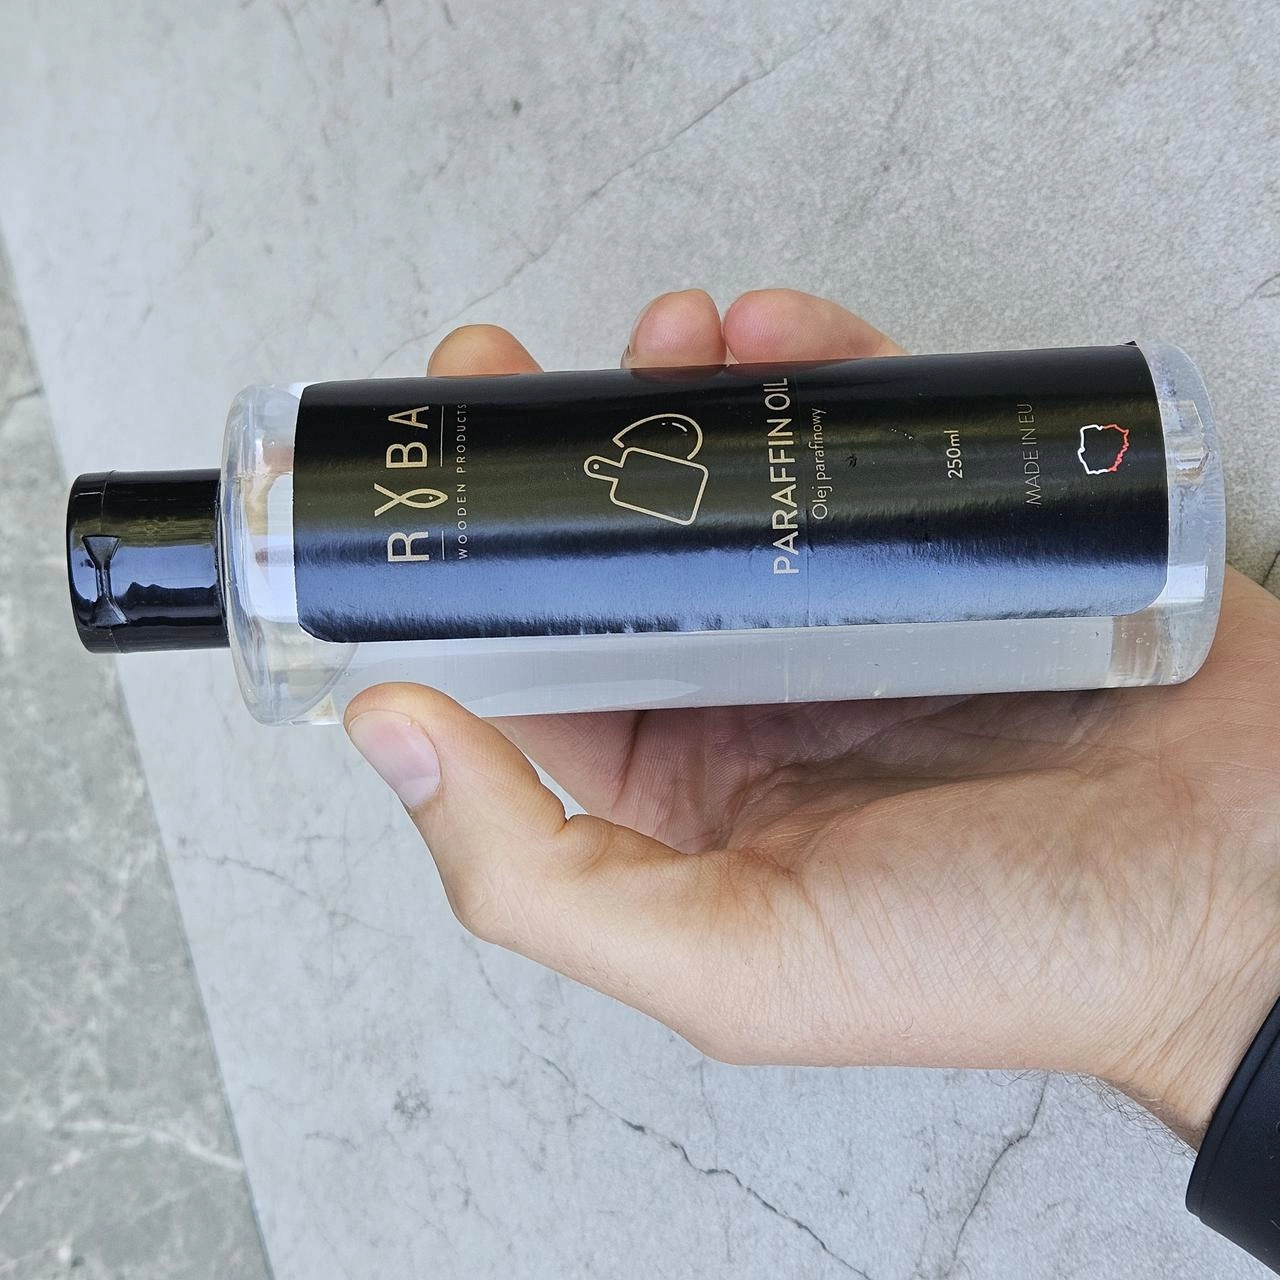 RYBA
WOODEN PRODUCTS
PARAFFIN OIL
Olej parafinowy
250ml
MADE IN EU